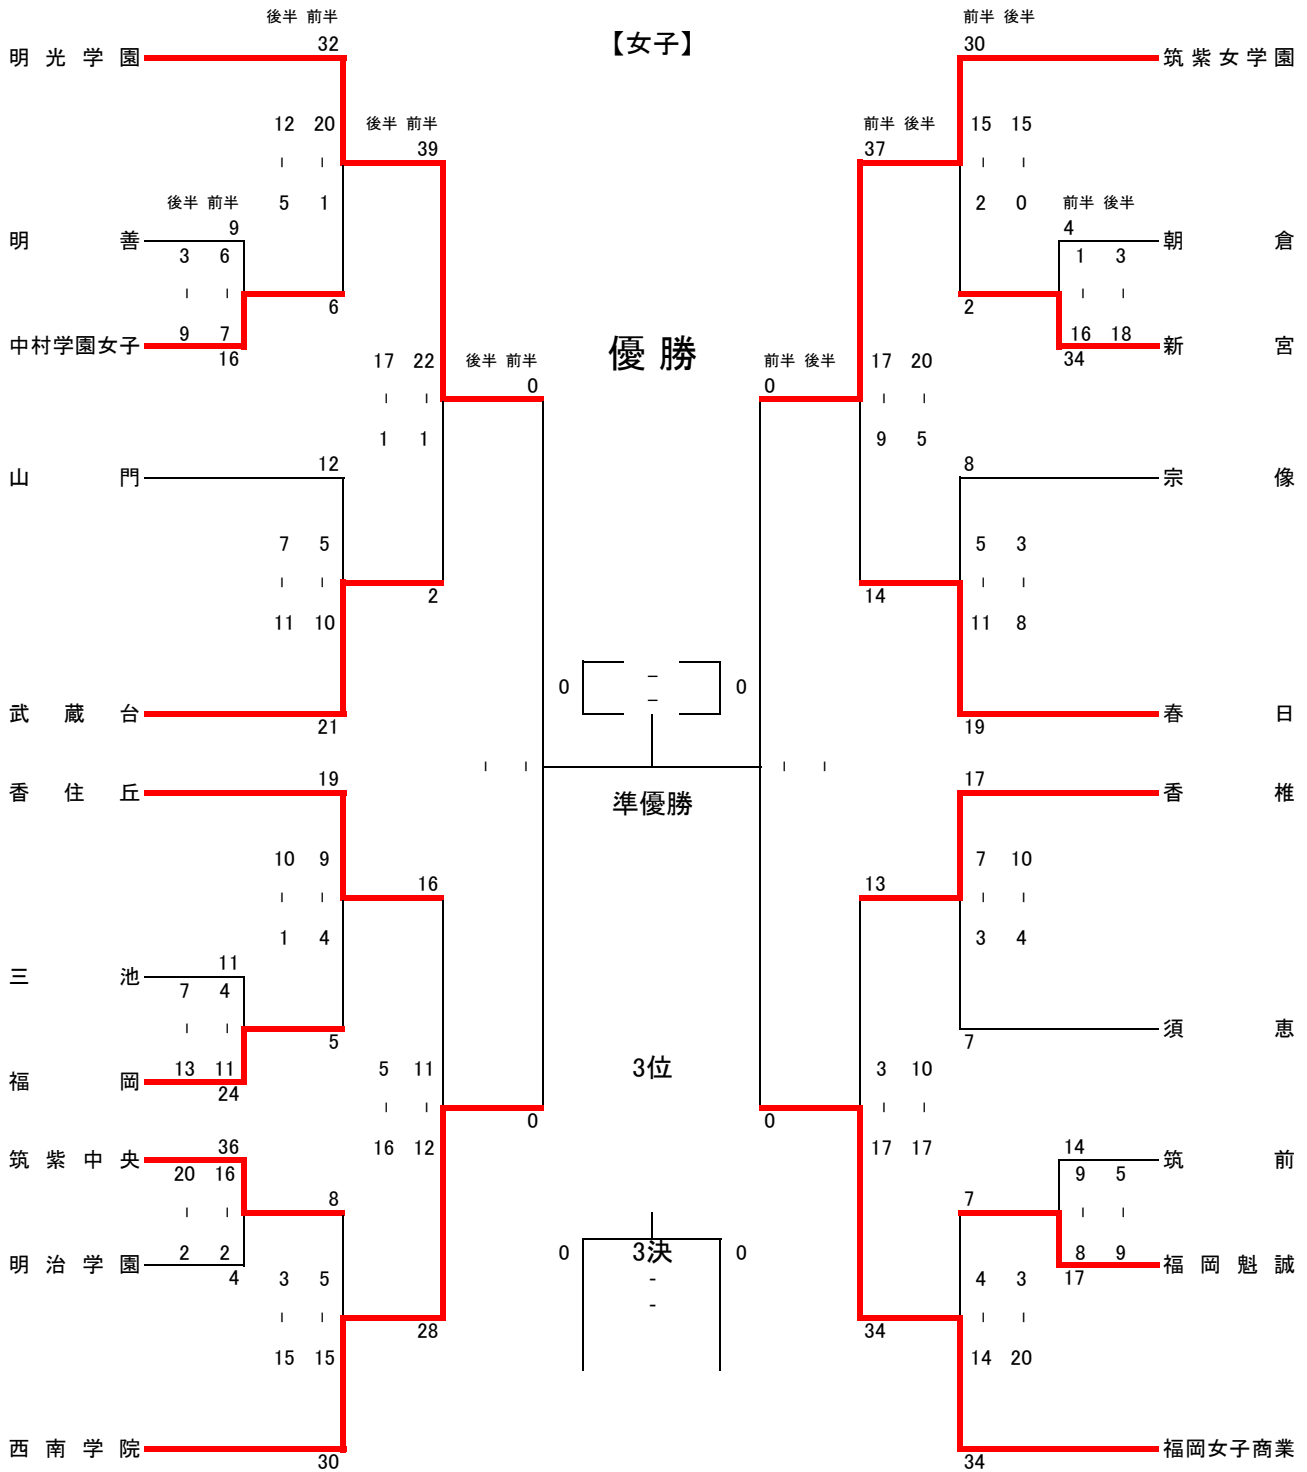 後半 前半 前半 後半
32 【女子】 30
明光学園 筑紫女学園
12 20 後半 前半 前半 後半 15 15
39 37
- - - -
5 1 2 0
後半 前半 前半 後半
9 4
明善 朝倉
3 6 1 3
- - - -
6 2
9 7 16 18
中村学園女子 新宮
16 34
優勝
17 22 後半 前半 前半 後半 17 20
0 0
- - - -
1 1 9 5
12 8
山門 宗像
7 5 5 3
- - - -
2 14
11 10 11 8
0 - 0
-
武蔵台 春日
21 19
- - - -
19 17
香住丘 準優勝 香椎
10 9 7 10
16 13
- - - -
1 4 3 4
11
三池
7 4
- -
須恵
5 7
13 11 5 11 3位 3 10
福岡
24
- - - -
0 0
16 12 17 17
36 14
筑紫中央 筑前
20 16 9 5
8 7
- - - -
2 2 0 3決 0 8 9
明治学園 福岡魁誠
4 17
3 5 - 4 3
-
- - - -
28 34
15 15 14 20
西南学院 福岡女子商業
30 34